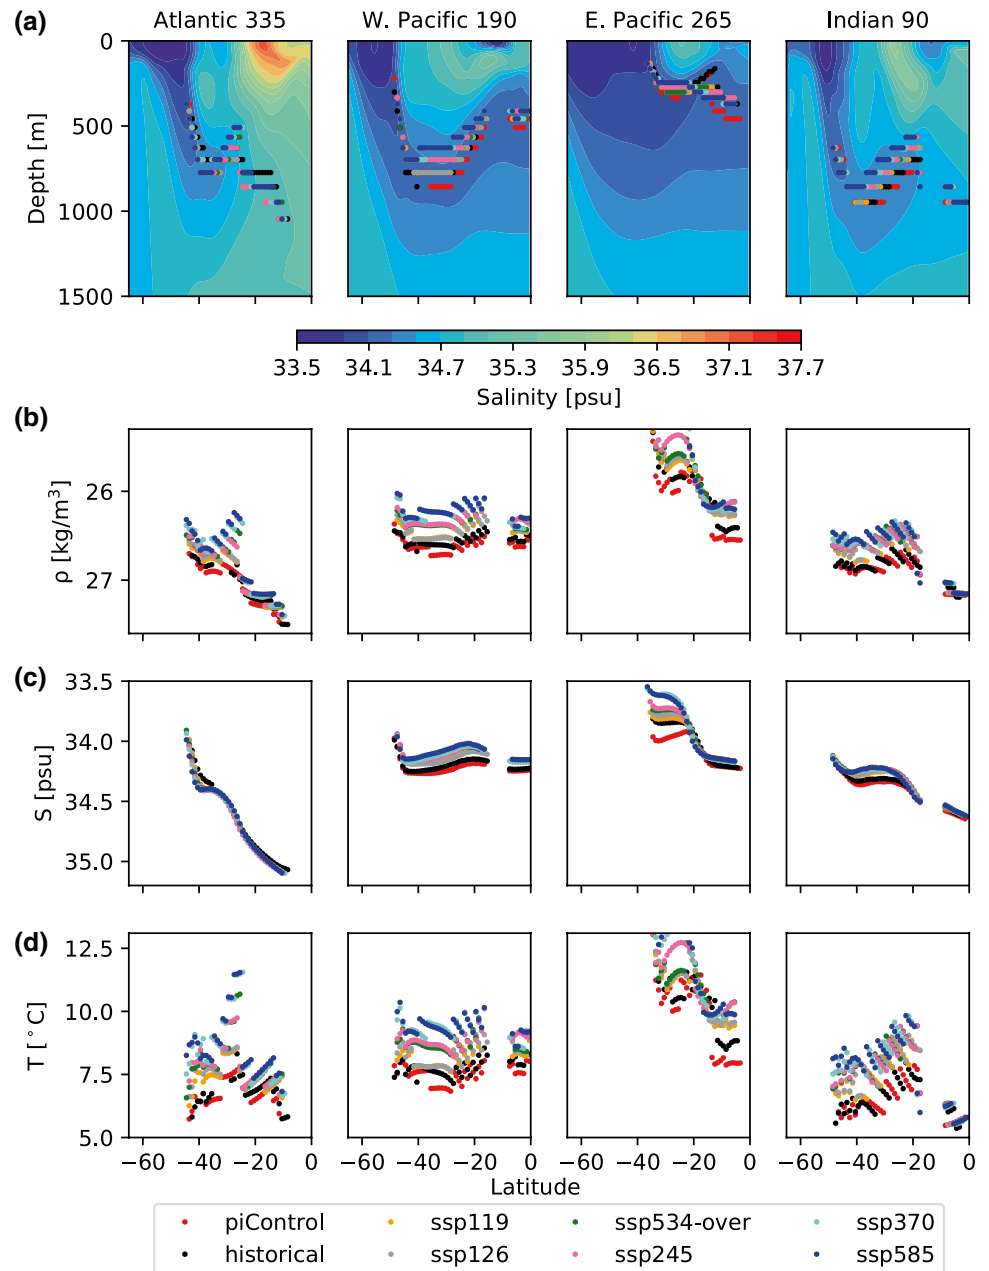 (a) Atlantic 335 W. Pacific 190 E. Pacific 265 Indian 90
0
500
1000
1500
Depth [m]
−60 −40 −20 0
33.5 34.1 34.7 35.3 35.9 36.5 37.1 37.7
Salinity [psu]
(b)
26
27
ρ [kg/m³]
(c)
33.5
34.0
34.5
35.0
S [psu]
(d)
12.5
10.0
7.5
5.0
T [°C]
−60 −40 −20 0 −60 −40 −20 0 −60 −40 −20 0 −60 −40 −20 0
Latitude
piControl ssp119 ssp534-over ssp370
historical ssp126 ssp245 ssp585